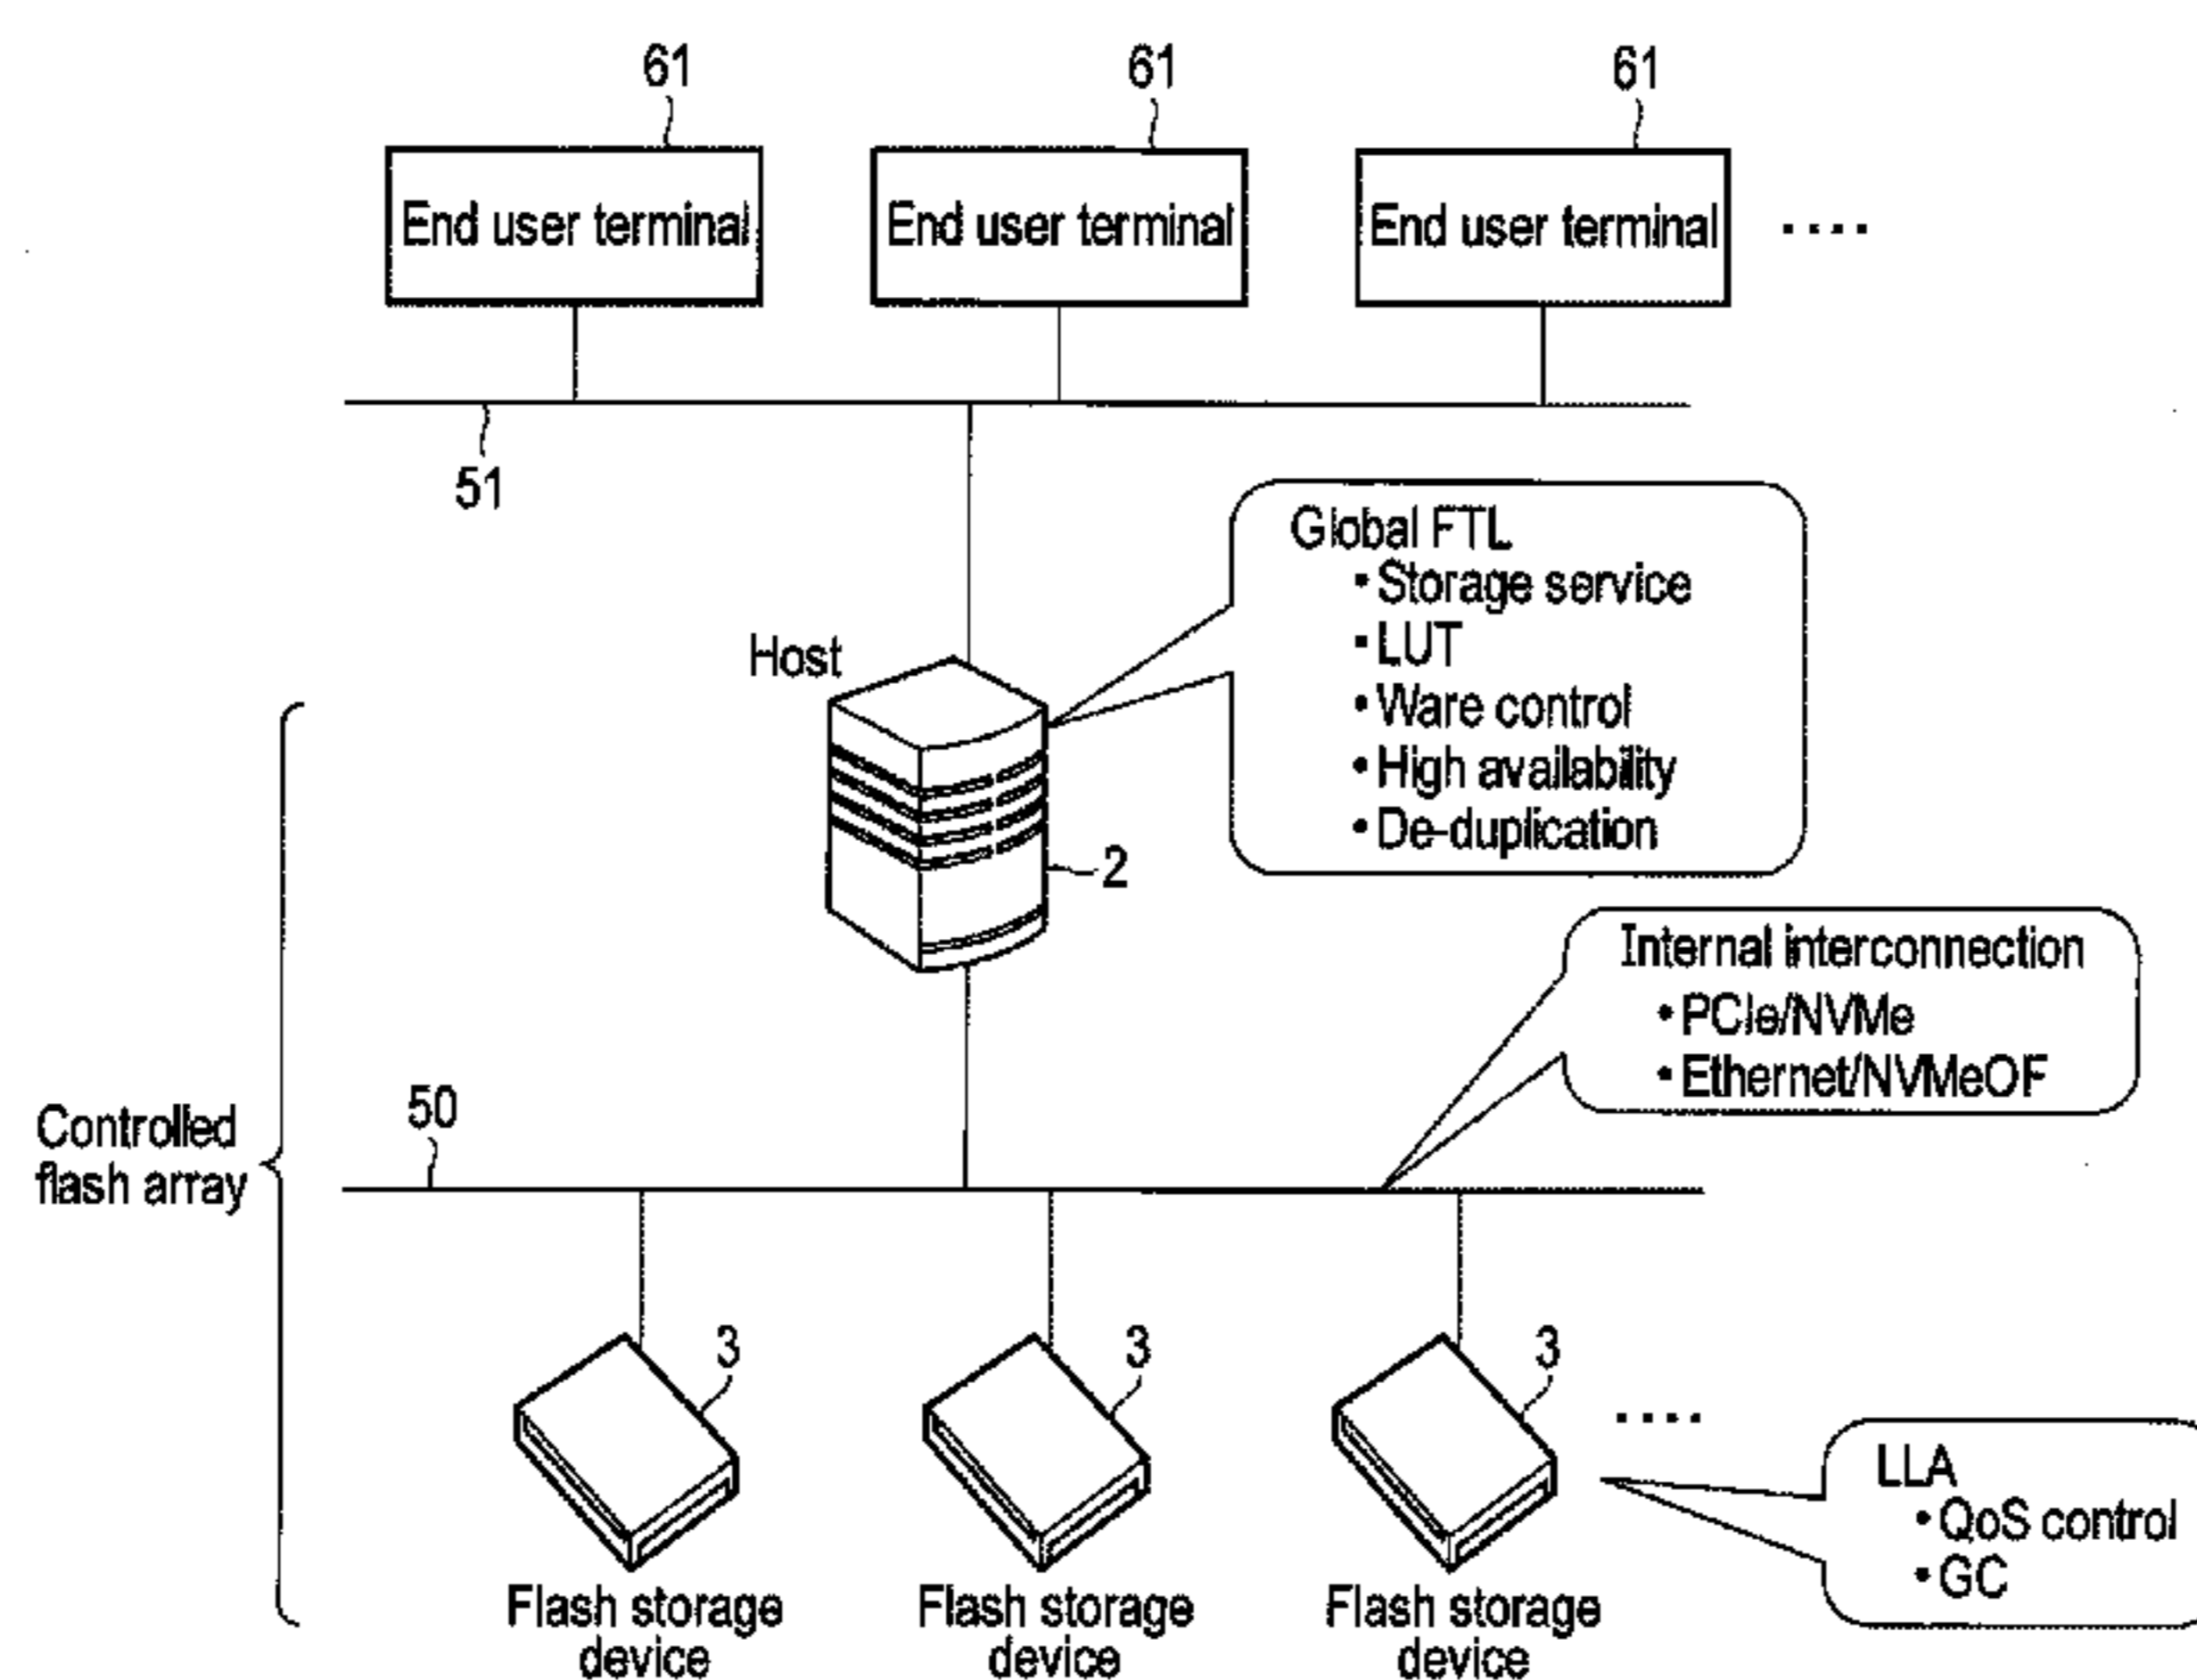 61
61
61
End user terminal
End user terminal
End user terminal
....
51
Global FTL
•Storage service
•LUT
•Ware control
•High availability
•De-duplication
Host
2
Internal interconnection
•PCIe/NVMe
•Ethernet/NVMeOF
Controlled
flash array
50
3
3
3
....
LLA
•QoS control
•GC
Flash storage
device
Flash storage
device
Flash storage
device